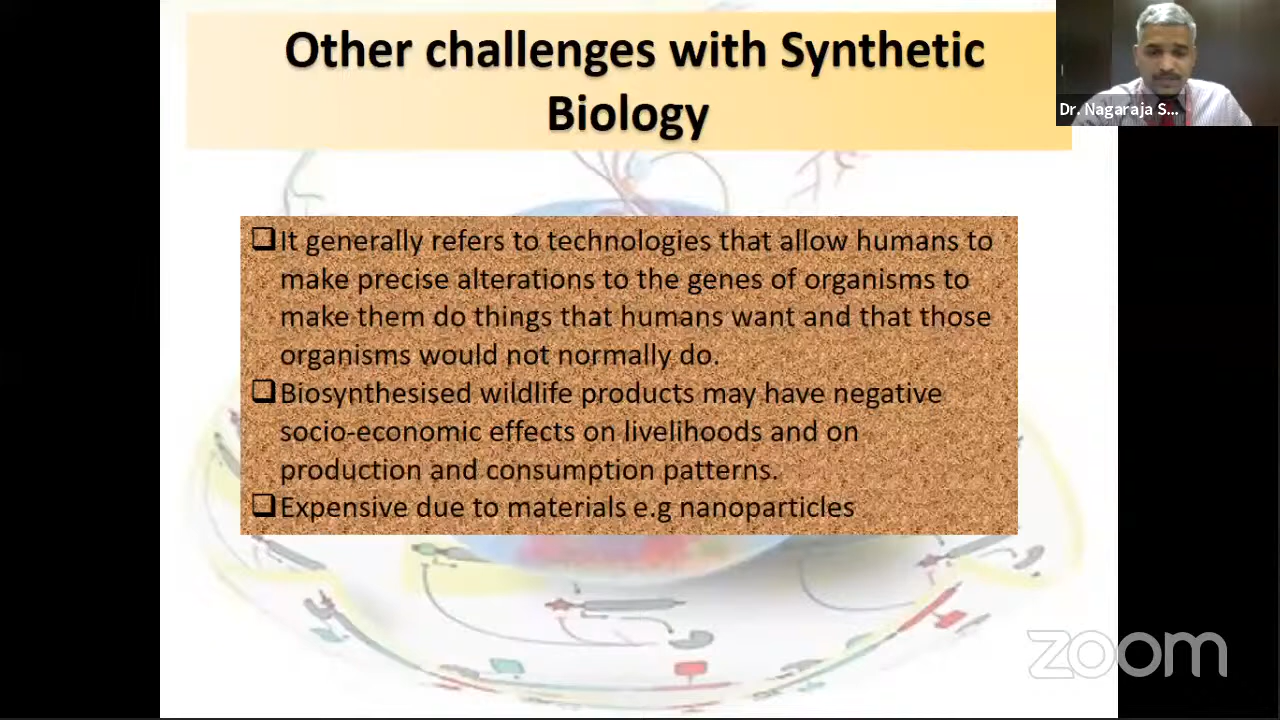 Other challenges with Synthetic
Biology
Dr. Nagaraja S...
❑It generally refers to technologies that allow humans to
make precise alterations to the genes of organisms to
make them do things that humans want and that those
organisms would not normally do.
❑Biosynthesised wildlife products may have negative
socio-economic effects on livelihoods and on
production and consumption patterns.
❑Expensive due to materials e.g nanoparticles
zoom